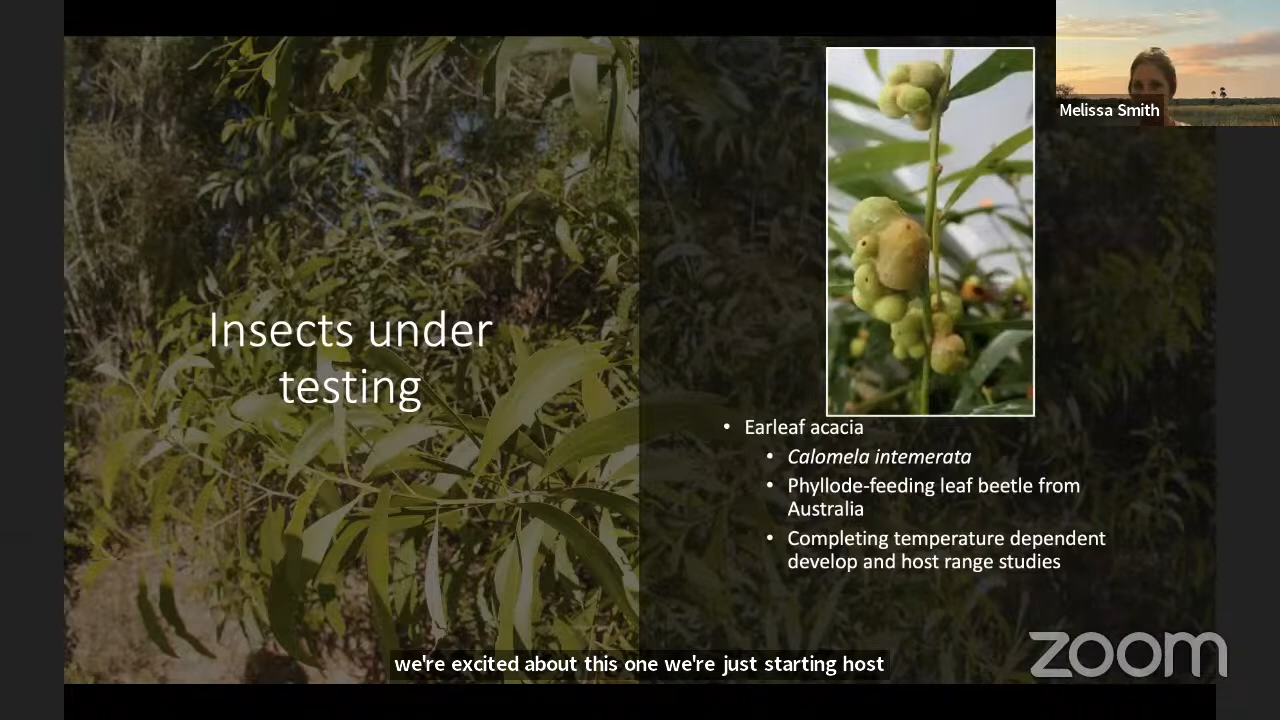 Melissa Smith
Insects under
testing
• Earleaf acacia
• Calomela intemerata
• Phyllode-feeding leaf beetle from
Australia
• Completing temperature dependent
develop and host range studies
we're excited about this one we're just starting host
zoom